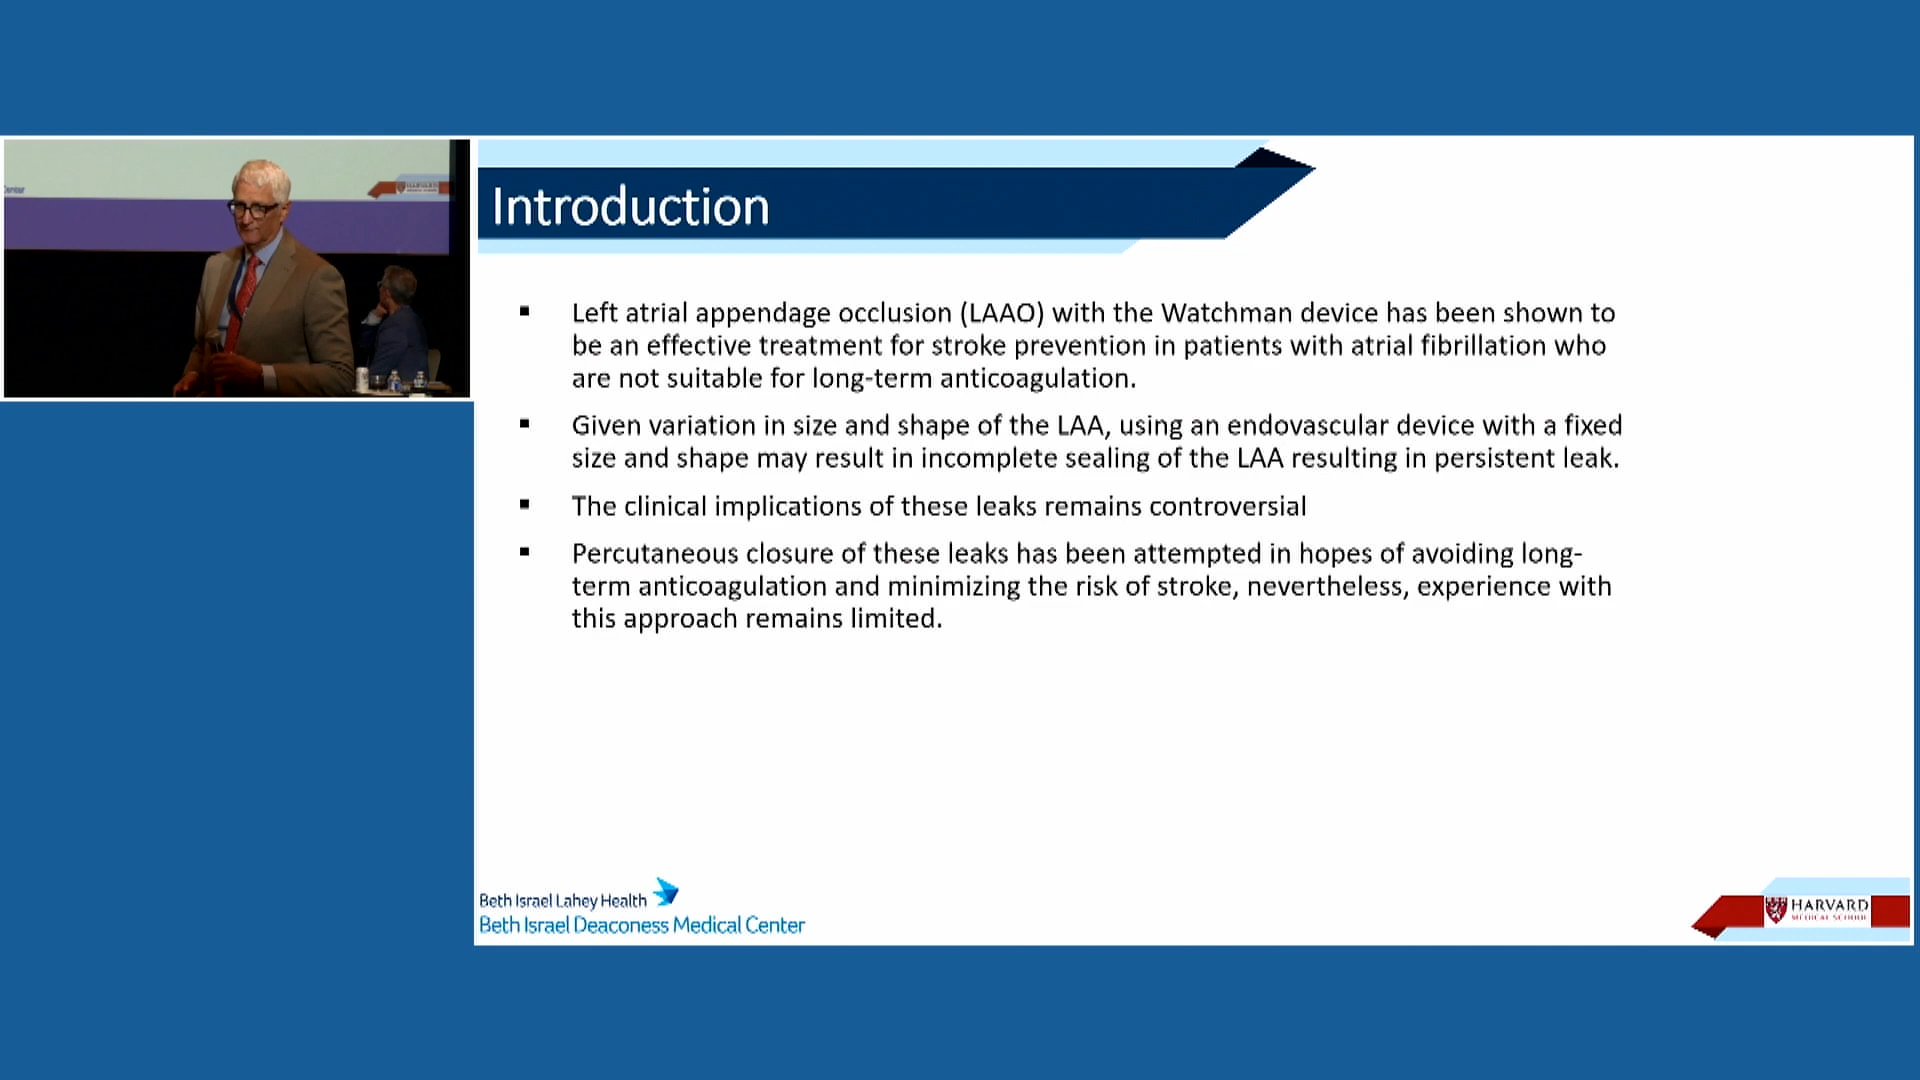 Center
HARVARD
Introduction
▪ Left atrial appendage occlusion (LAAO) with the Watchman device has been shown to
be an effective treatment for stroke prevention in patients with atrial fibrillation who
are not suitable for long-term anticoagulation.
▪ Given variation in size and shape of the LAA, using an endovascular device with a fixed
size and shape may result in incomplete sealing of the LAA resulting in persistent leak.
▪ The clinical implications of these leaks remains controversial
▪ Percutaneous closure of these leaks has been attempted in hopes of avoiding long-
term anticoagulation and minimizing the risk of stroke, nevertheless, experience with
this approach remains limited.
Beth Israel Lahey Health
Beth Israel Deaconess Medical Center
HARVARD
MEDICAL SCHOOL